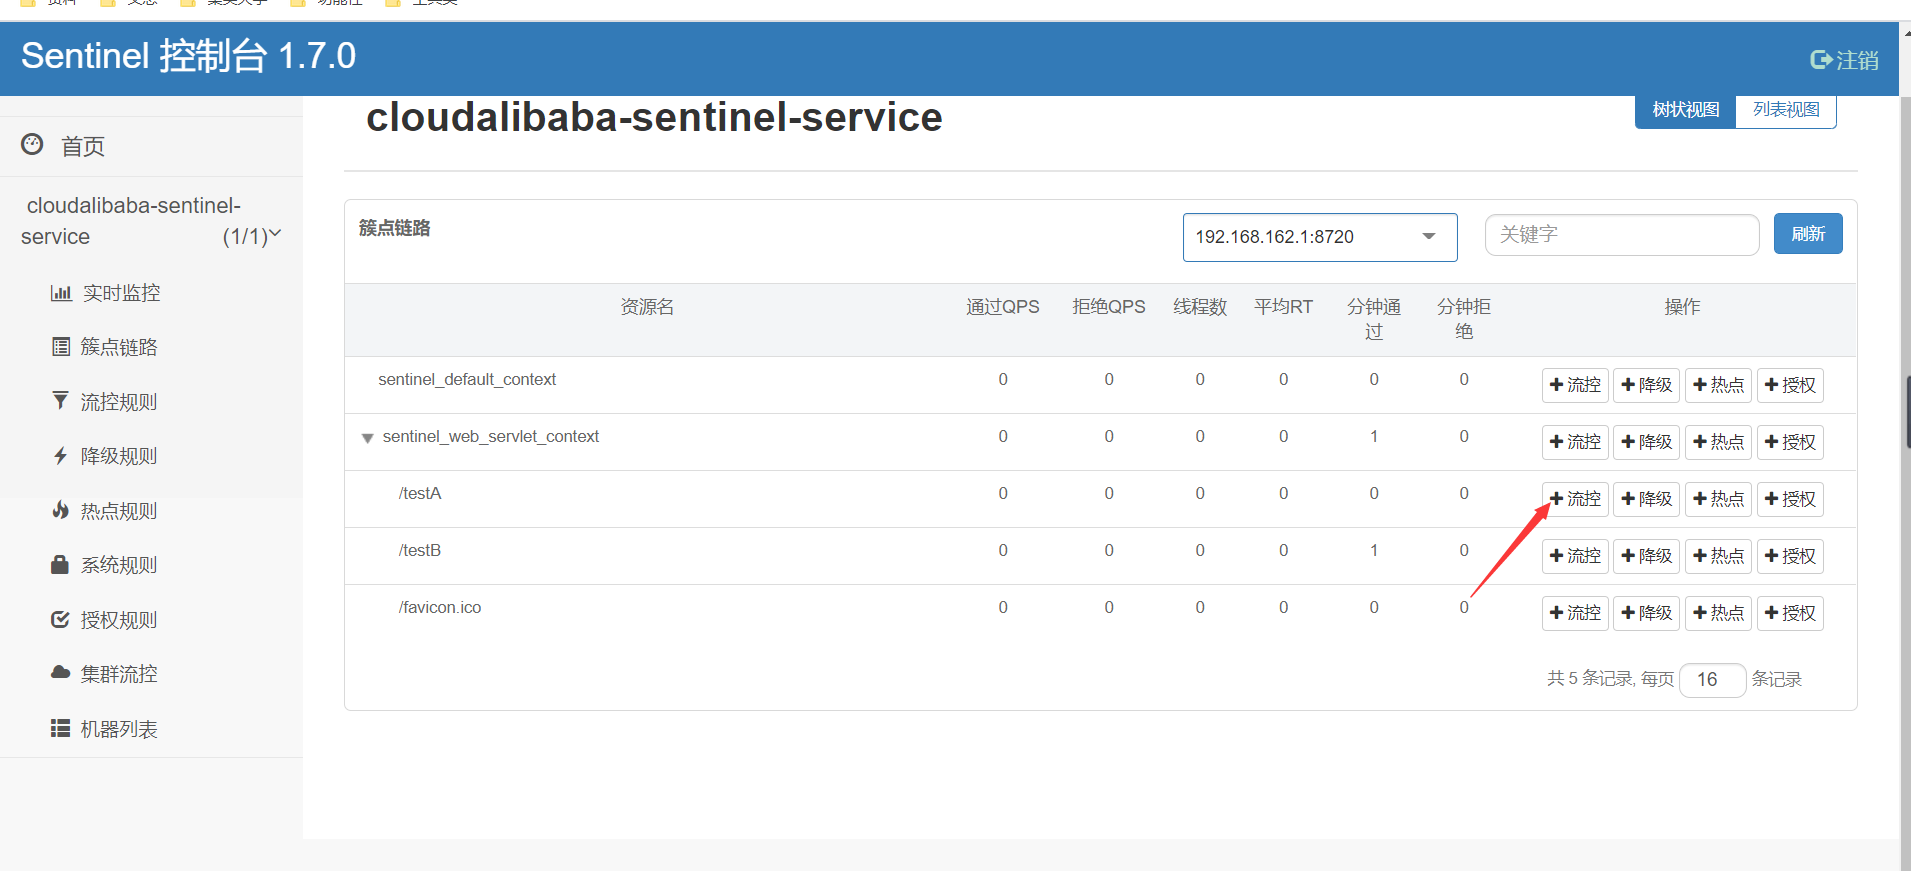 Sentinel 控制台 1.7.0
注销
首页
cloudalibaba-sentinel-
service (1/1)
实时监控
簇点链路
流控规则
降级规则
热点规则
系统规则
授权规则
集群流控
机器列表
cloudalibaba-sentinel-service
树状视图 列表视图
簇点链路 192.168.162.1:8720 关键字 刷新
资源名 通过QPS 拒绝QPS 线程数 平均RT 分钟通 分钟拒 操作
过 绝
sentinel_default_context 0 0 0 0 0 0 流控 降级 热点 授权
sentinel_web_servlet_context 0 0 0 0 1 0 流控 降级 热点 授权
/testA 0 0 0 0 0 0 流控 降级 热点 授权
/testB 0 0 0 0 1 0 流控 降级 热点 授权
/favicon.ico 0 0 0 0 0 0 流控 降级 热点 授权
共 5 条记录, 每页 16 条记录